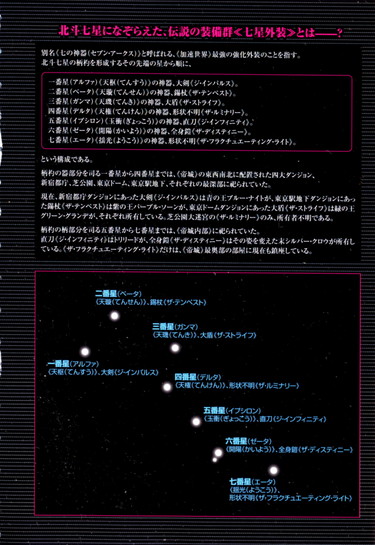 北斗七星になぞらえた、伝説の装備群≪七星外装≫とは――?
別名《七の神器(セブン・アークス)》と呼ばれる、《加速世界》最強の強化外装のことを指す。
北斗七星の柄杓を形成するその先端の星から順に、
一番星(アルファ)《天枢(てんすう)》の神器、大剣《ジ・インパルス》。
二番星(ベータ)《天璇(てんせん)》の神器、錫杖《ザ・テンペスト》。
三番星(ガンマ)《天璣(てんき)》の神器、大盾《ザ・ストライフ》。
四番星(デルタ)《天権(てんけん)》の神器、形状不明《ザ・ルミナリー》。
五番星(イプシロン)《玉衡(ぎょっこう)》の神器、直刀《ジ・インフィニティ》。
六番星(ゼータ)《開陽(かいよう)》の神器、全身鎧《ザ・ディスティニー》。
七番星(エータ)《揺光(ようこう)》の神器、形状不明《ザ・フラクチュエーティング・ライト》。
という構成である。
柄杓の器部分を司る一番星から四番星までは、《帝城》の東西南北に配置された四大ダンジョン、
新宿都庁、芝公園、東京ドーム、東京駅地下、それぞれの最深部に祀られていた。
現在、新宿都庁ダンジョンにあった大剣《ジ・インパルス》は青の王ブルー・ナイトが、東京駅地下ダンジョンにあっ
た錫杖《ザ・テンペスト》は紫の王パープル・ソーンが、東京ドームダンジョンにあった大盾《ザ・ストライフ》は緑の王
グリーン・グランデが、それぞれ所有している。芝公園大迷宮の《ザ・ルミナリー》のみ、所有者不明である。
柄杓の柄部分を司る五番星から七番星までは、《帝城内部》に祀られていた。
直刀《ジ・インフィニティ》はトリリードが、全身鎧《ザ・ディスティニー》はその姿を変えたまシルバー・クロウが所有し
ている。《ザ・フラクチュエーティング・ライト》だけは、《帝城》最奥部の部屋に現在も鎮座している。
二番星(ベータ)
《天璇(てんせん)》、錫杖《ザ・テンペスト》
三番星(ガンマ)
《天璣(てんき)》、大盾《ザ・ストライフ》
一番星(アルファ)
《天枢(てんすう)》、大剣《ジ・インパルス》
四番星(デルタ)
《天権(てんけん)》、形状不明《ザ・ルミナリー》
五番星(イプシロン)
《玉衡(ぎょっこう)》、直刀《ジ・インフィニティ》
六番星(ゼータ)
《開陽(かいよう)》、全身鎧《ザ・ディスティニー》
七番星(エータ)
《揺光(ようこう)》、
形状不明《ザ・フラクチュエーティング・ライト》